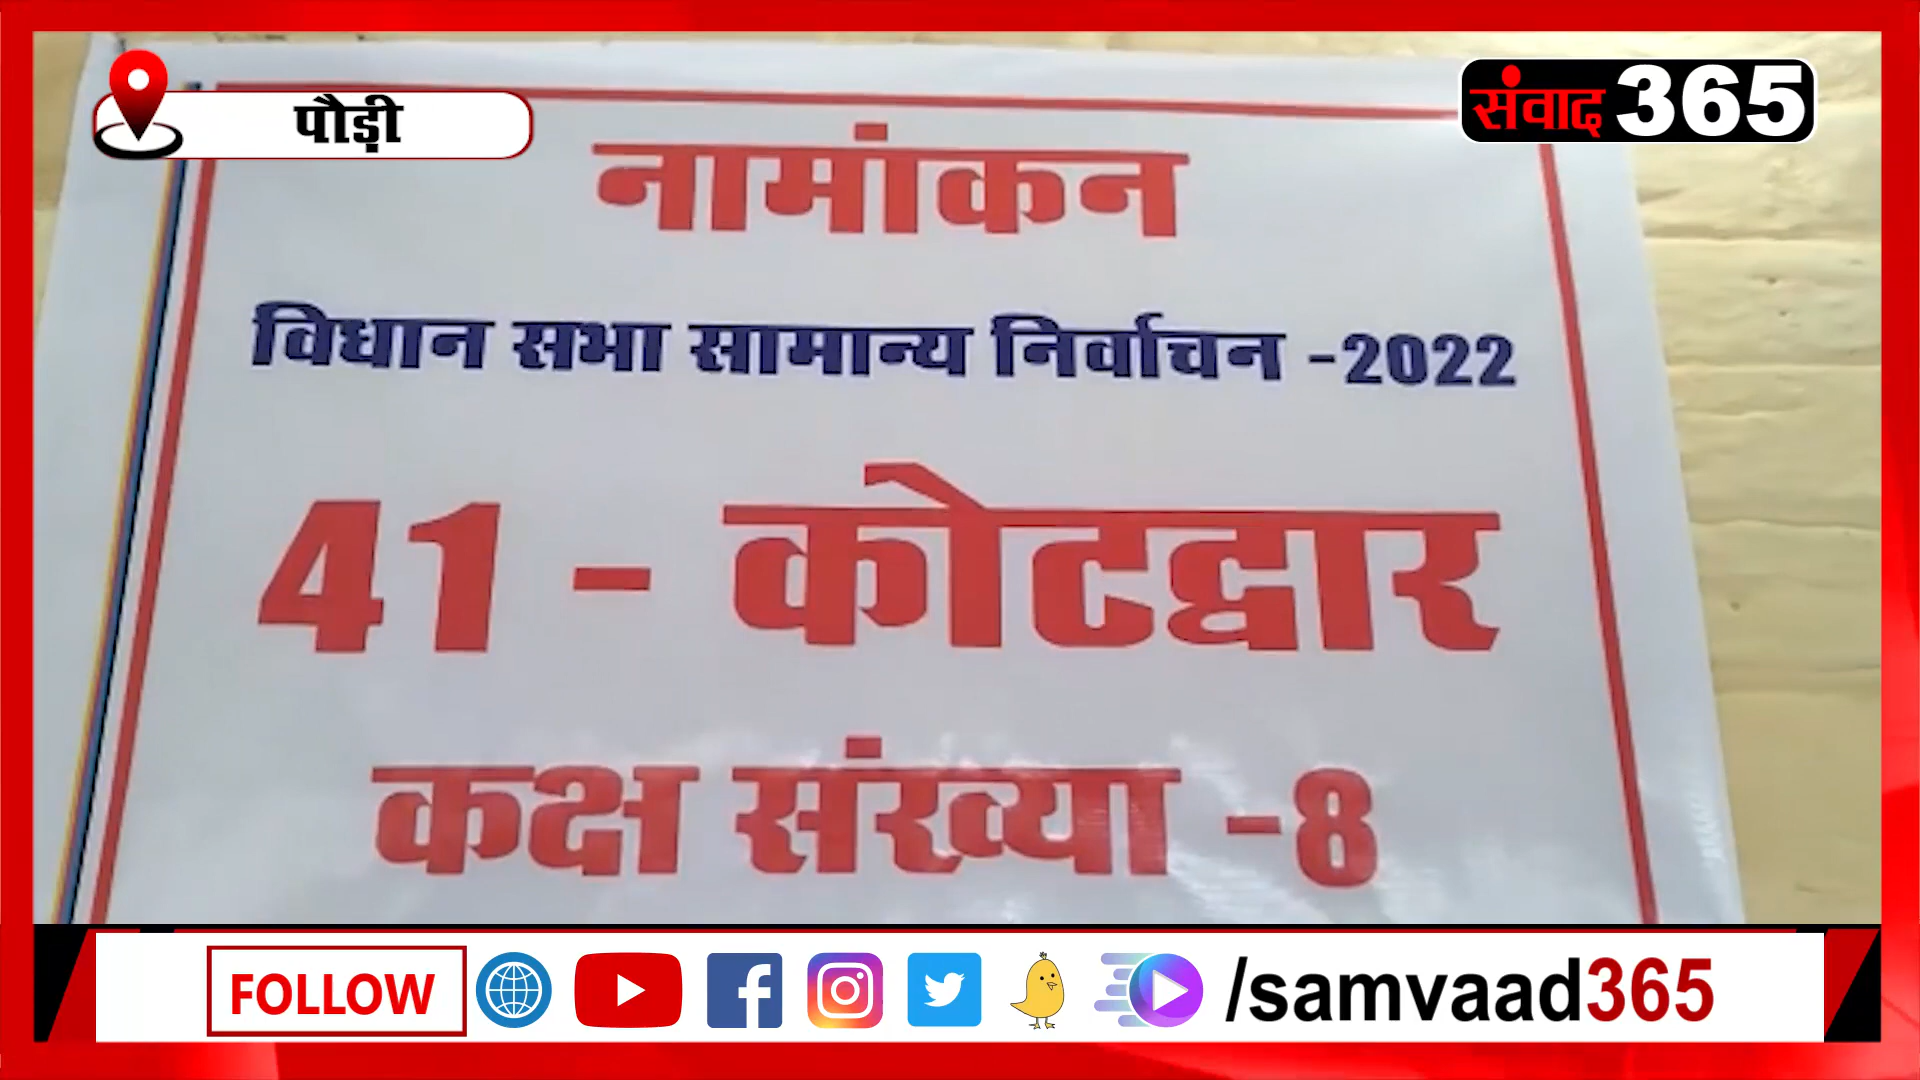 पौड़ी
संवाद 365
नामांकन
विधान सभा सामान्य निर्वाचन -2022
41 - कोटद्वार
कक्ष संख्या -8
FOLLOW /samvaad365